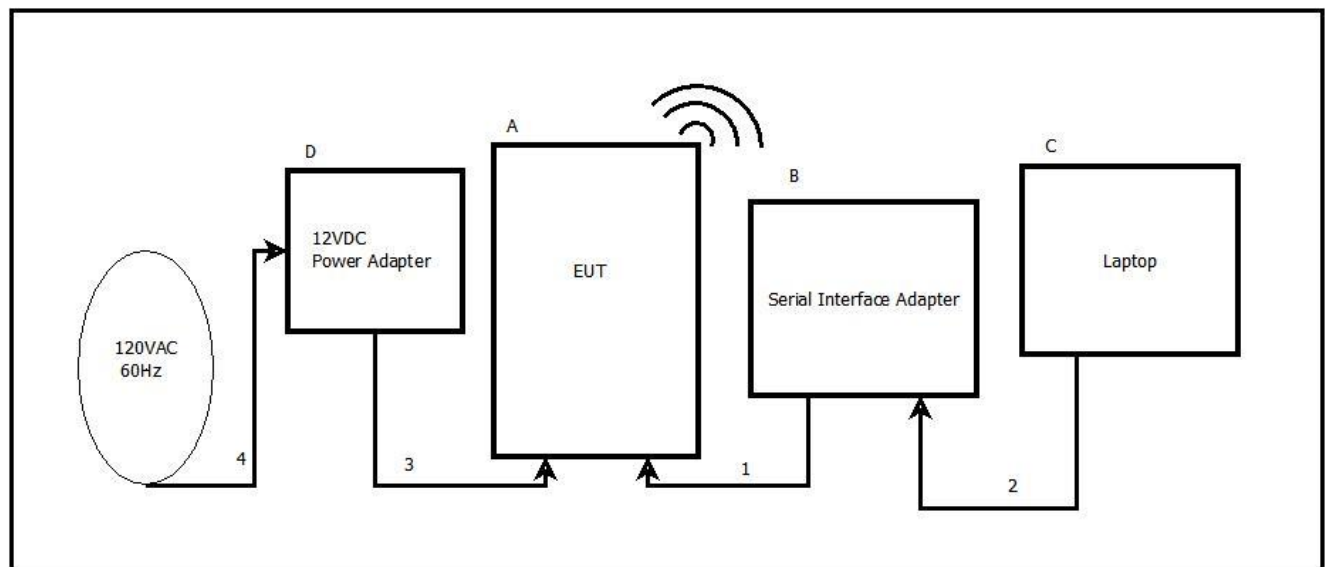 A
D
B
C
12VDC
Power Adapter
EUT
Serial Interface Adapter
Laptop
120VAC
60Hz
4
3
1
2